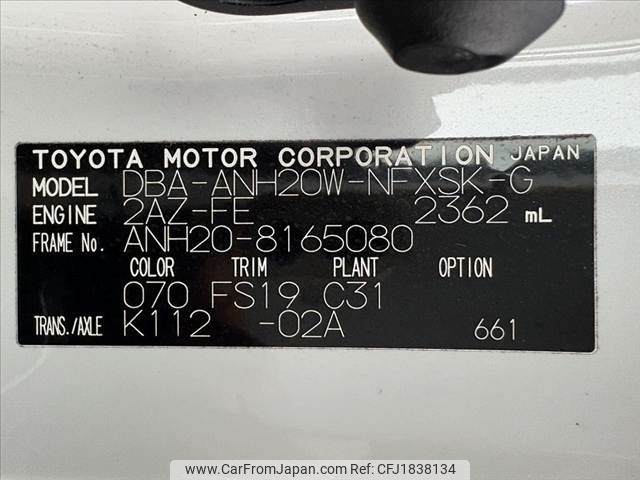 TOYOTA MOTOR CORPORATION JAPAN
MODEL DBA-ANH20W-NFXSK-G
ENGINE 2AZ-FE 2362 mL
FRAME No. ANH20-8165080
COLOR TRIM PLANT OPTION
070 FS19 C31
TRANS./AXLE K112 -02A 661
www.CarFromJapan.com - CFJ1838134